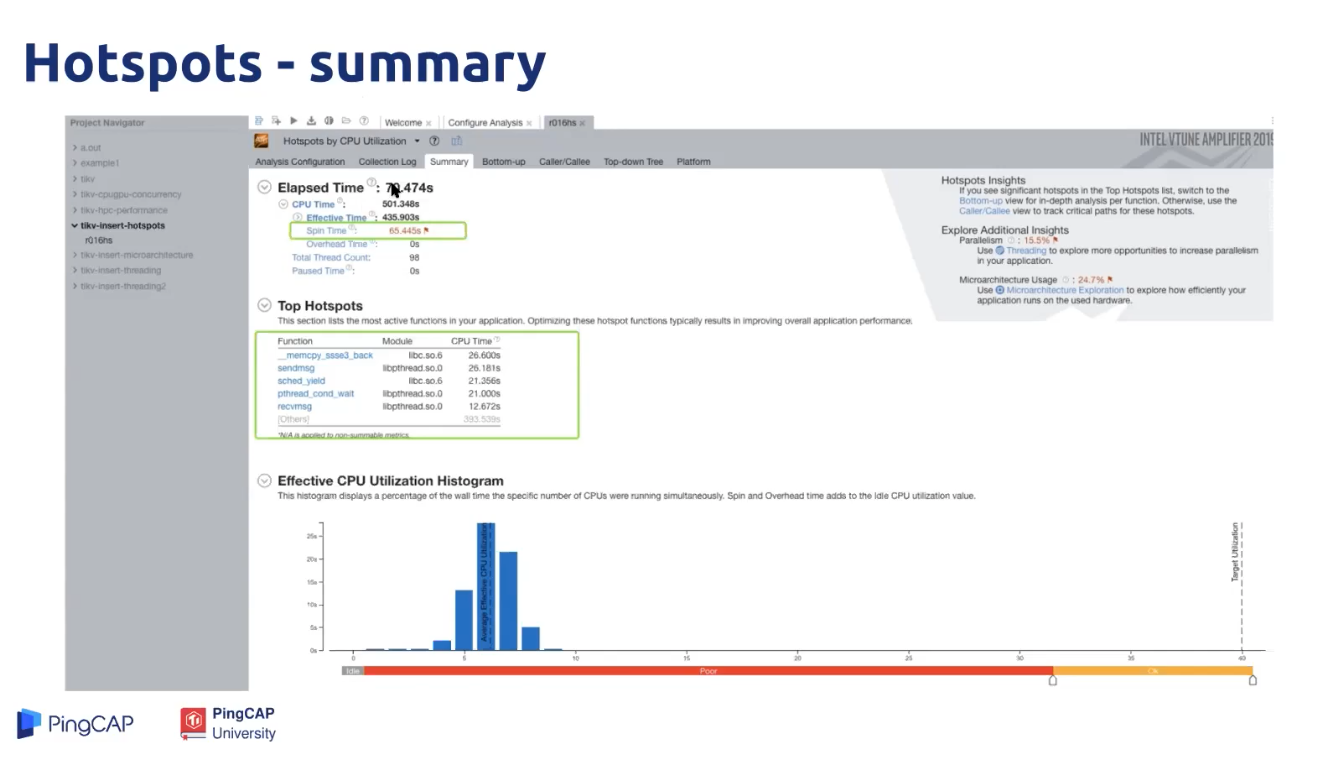 Hotspots - summary
Project Navigator
a.out
example1
tikv
tikv-cpugpu-concurrency
tikv-hpc-performance
tikv-insert-hotspots
r016hs
tikv-insert-microarchitecture
tikv-insert-threading
tikv-insert-threading2
Welcome
Configure Analysis
r016hs
Hotspots by CPU Utilization
INTEL VTUNE AMPLIFIER 2019
Analysis Configuration Collection Log Summary Bottom-up Caller/Callee Top-down Tree Platform
Elapsed Time
CPU Time : 501.348s
Effective Time : 435.903s
Spin Time : 65.445s
Overhead Time : 0s
Total Thread Count: 98
Paused Time : 0s
Hotspots Insights
If you see significant hotspots in the Top Hotspots list, switch to the
Bottom-up view for in-depth analysis per function. Otherwise, use the
Caller/Callee view to track critical paths for these hotspots.
Explore Additional Insights
Parallelism : 15.5%
Use Threading to explore more opportunities to increase parallelism
in your application.
Microarchitecture Usage : 24.7%
Use Microarchitecture Exploration to explore how efficiently your
application runs on the used hardware.
Top Hotspots
This section lists the most active functions in your application. Optimizing these hotspot functions typically results in improving overall application performance.
Function Module CPU Time
__memcpy_ssse3_back libc.so.6 26.600s
sendmsg libpthread.so.0 26.181s
sched_yield libc.so.6 21.356s
pthread_cond_wait libpthread.so.0 21.000s
recvmsg libpthread.so.0 12.672s
[Others] 393.539s
*N/A is applied to non-summable metrics.
Effective CPU Utilization Histogram
This histogram displays a percentage of the wall time the specific number of CPUs were running simultaneously. Spin and Overhead time adds to the Idle CPU utilization value.
25s
20s
15s
10s
5s
0s
Average Effective CPU Utilization
Target Utilization
0 5 10 15 20 25 30 35 40
Idle Poor Ok
PingCAP
PingCAP
University